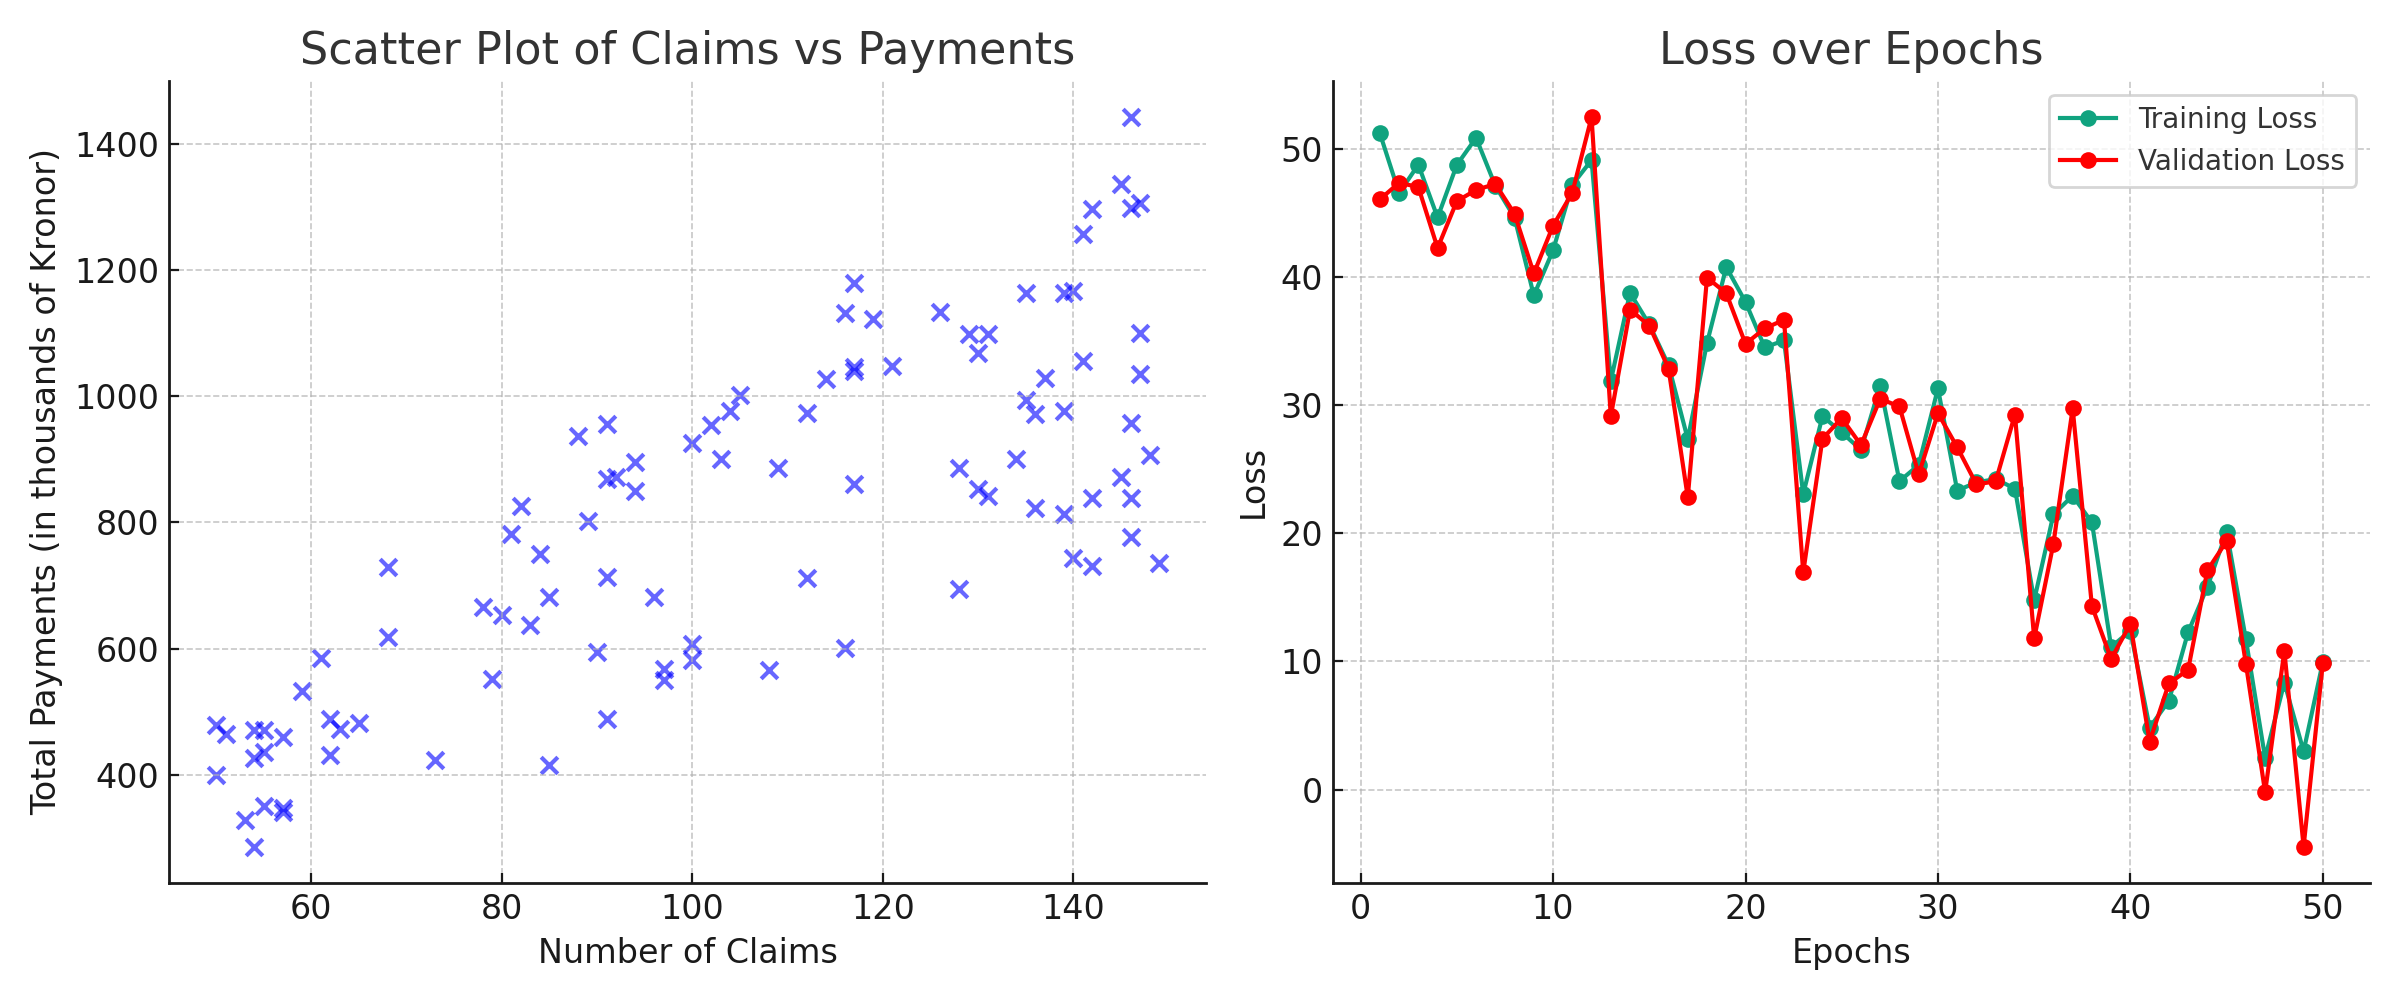 Scatter Plot of Claims vs Payments
Total Payments (in thousands of Kronor)
1400
1200
1000
800
600
400
60 80 100 120 140
Number of Claims
Loss over Epochs
Training Loss
Validation Loss
Loss
50
40
30
20
10
0
0 10 20 30 40 50
Epochs